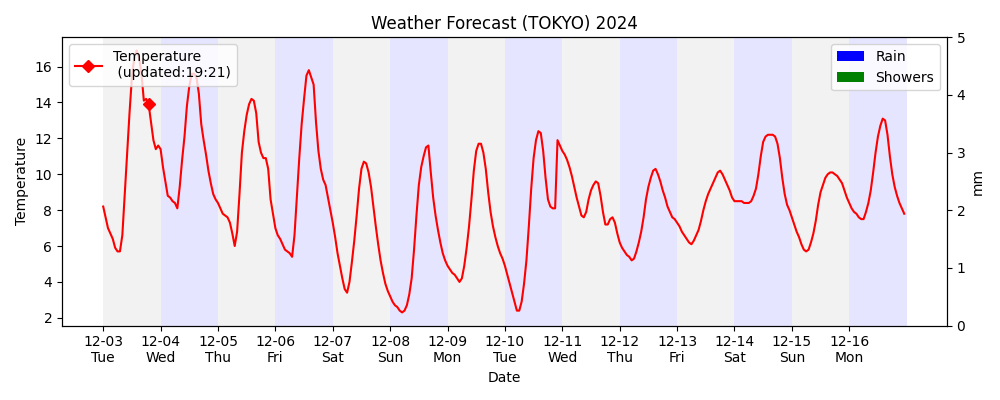 Weather Forecast (TOKYO) 2024
Temperature
(updated:19:21)
Rain
Showers
16
14
12
10
8
6
4
2
Temperature
5
4
3
2
1
0
mm
12-03 12-04 12-05 12-06 12-07 12-08 12-09 12-10 12-11 12-12 12-13 12-14 12-15 12-16
Tue Wed Thu Fri Sat Sun Mon Tue Wed Thu Fri Sat Sun Mon
Date